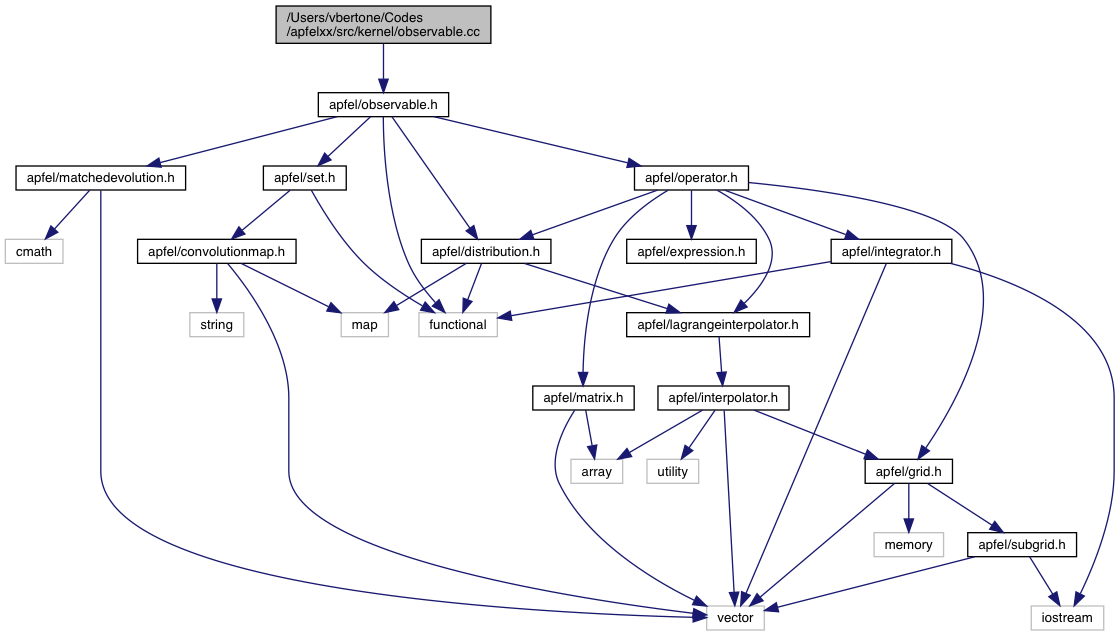 /Users/vbertone/Codes
/apfelxx/src/kernel/observable.cc
apfel/observable.h
apfel/matchedevolution.h
apfel/set.h
apfel/operator.h
cmath
apfel/convolutionmap.h
apfel/distribution.h
apfel/expression.h
apfel/integrator.h
string
map
functional
apfel/lagrangeinterpolator.h
apfel/matrix.h
apfel/interpolator.h
array
utility
apfel/grid.h
memory
apfel/subgrid.h
vector
iostream